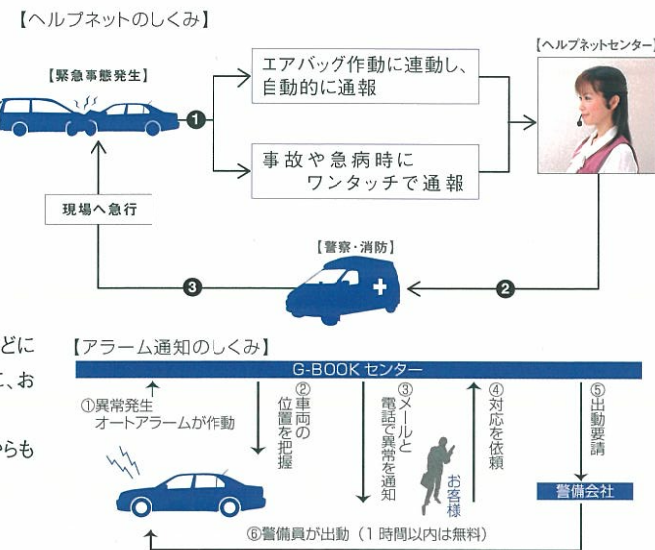 【ヘルプネットのしくみ】
【緊急事態発生】
❶
エアバッグ作動に連動し、
自動的に通報
事故や急病時に
ワンタッチで通報
【ヘルプネットセンター】
❷
【警察・消防】
❸
現場へ急行
どに
、お
らも
【アラーム通知のしくみ】
G-BOOK センター
①異常発生
オートアラームが作動
②車両の
位置を把握
③メールと
電話で異常を通知
お客様
④対応を依頼
⑤出動要請
警備会社
⑥警備員が出動（1 時間以内は無料）